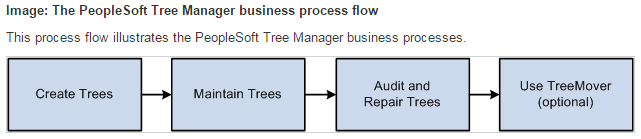 Image: The PeopleSoft Tree Manager business process flow
This process flow illustrates the PeopleSoft Tree Manager business processes.
Create Trees
Maintain Trees
Audit and
Repair Trees
Use TreeMover
(optional)